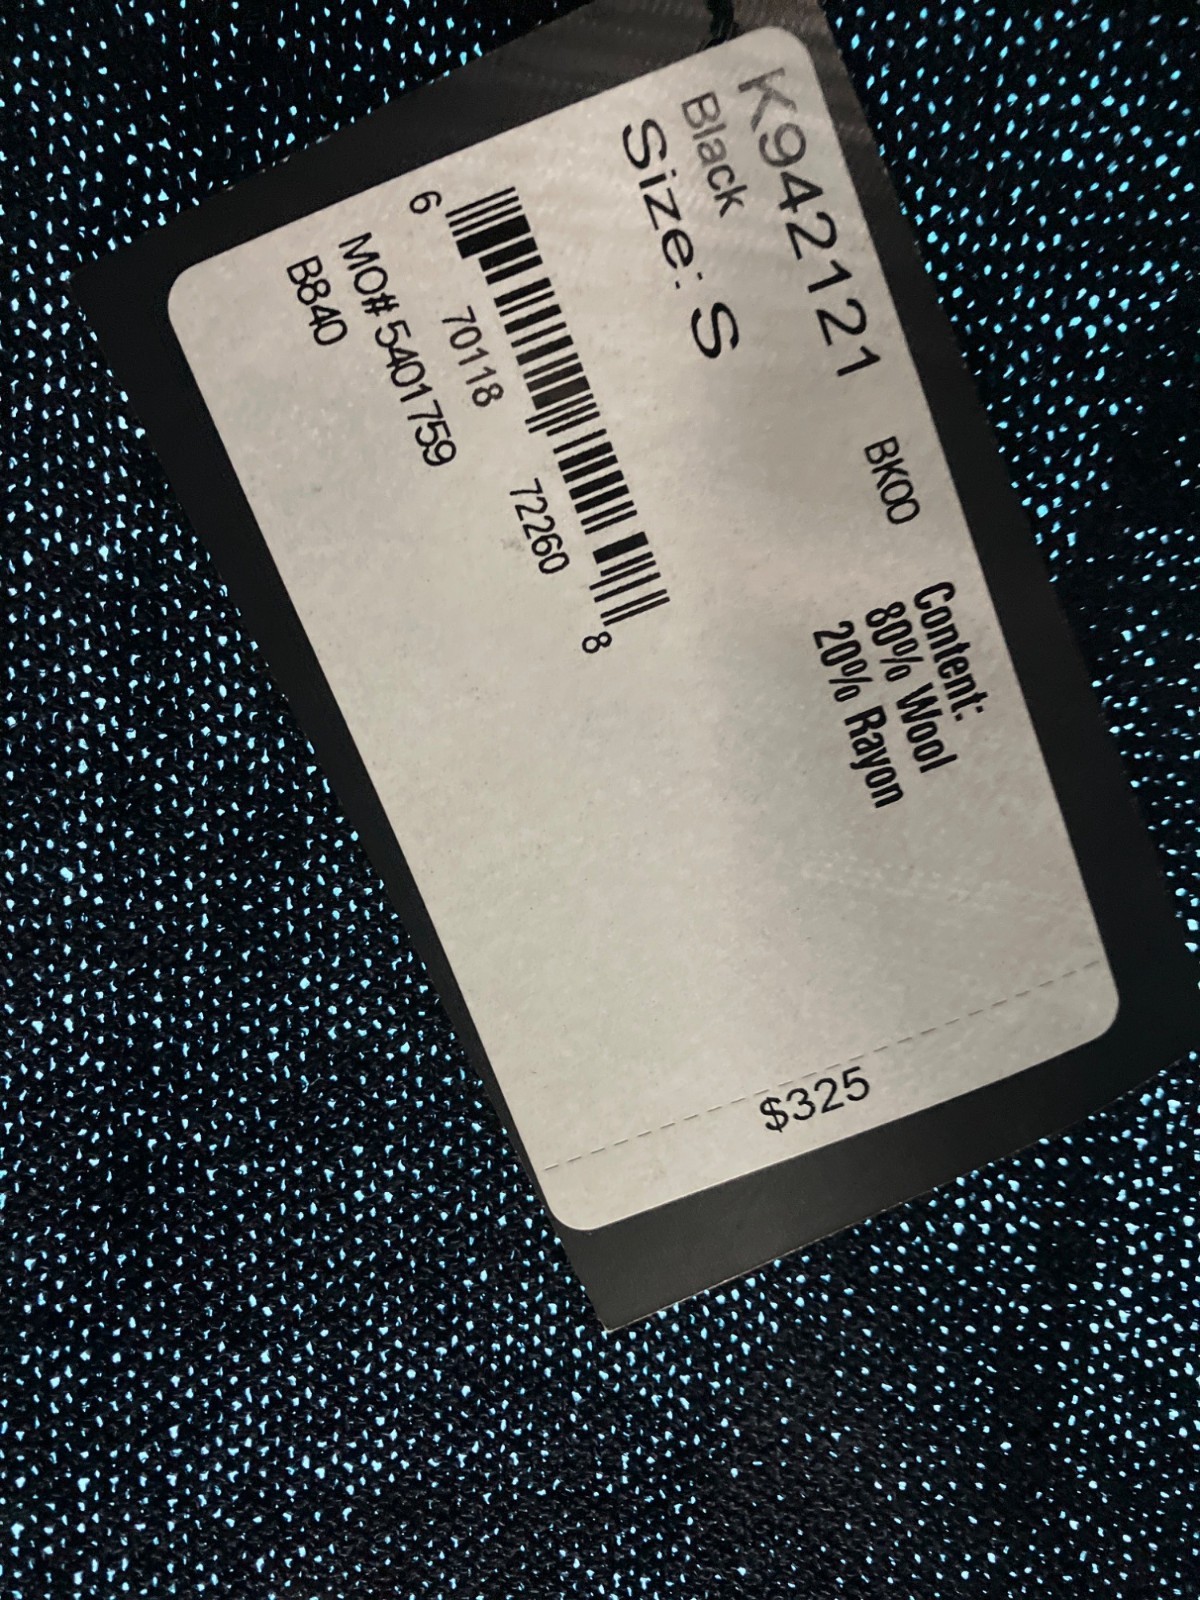 K942121 BK00
Black
Size: S
Content:
80% Wool
20% Rayon
6 70118 72260 8
MO# 5401759
B840
$325